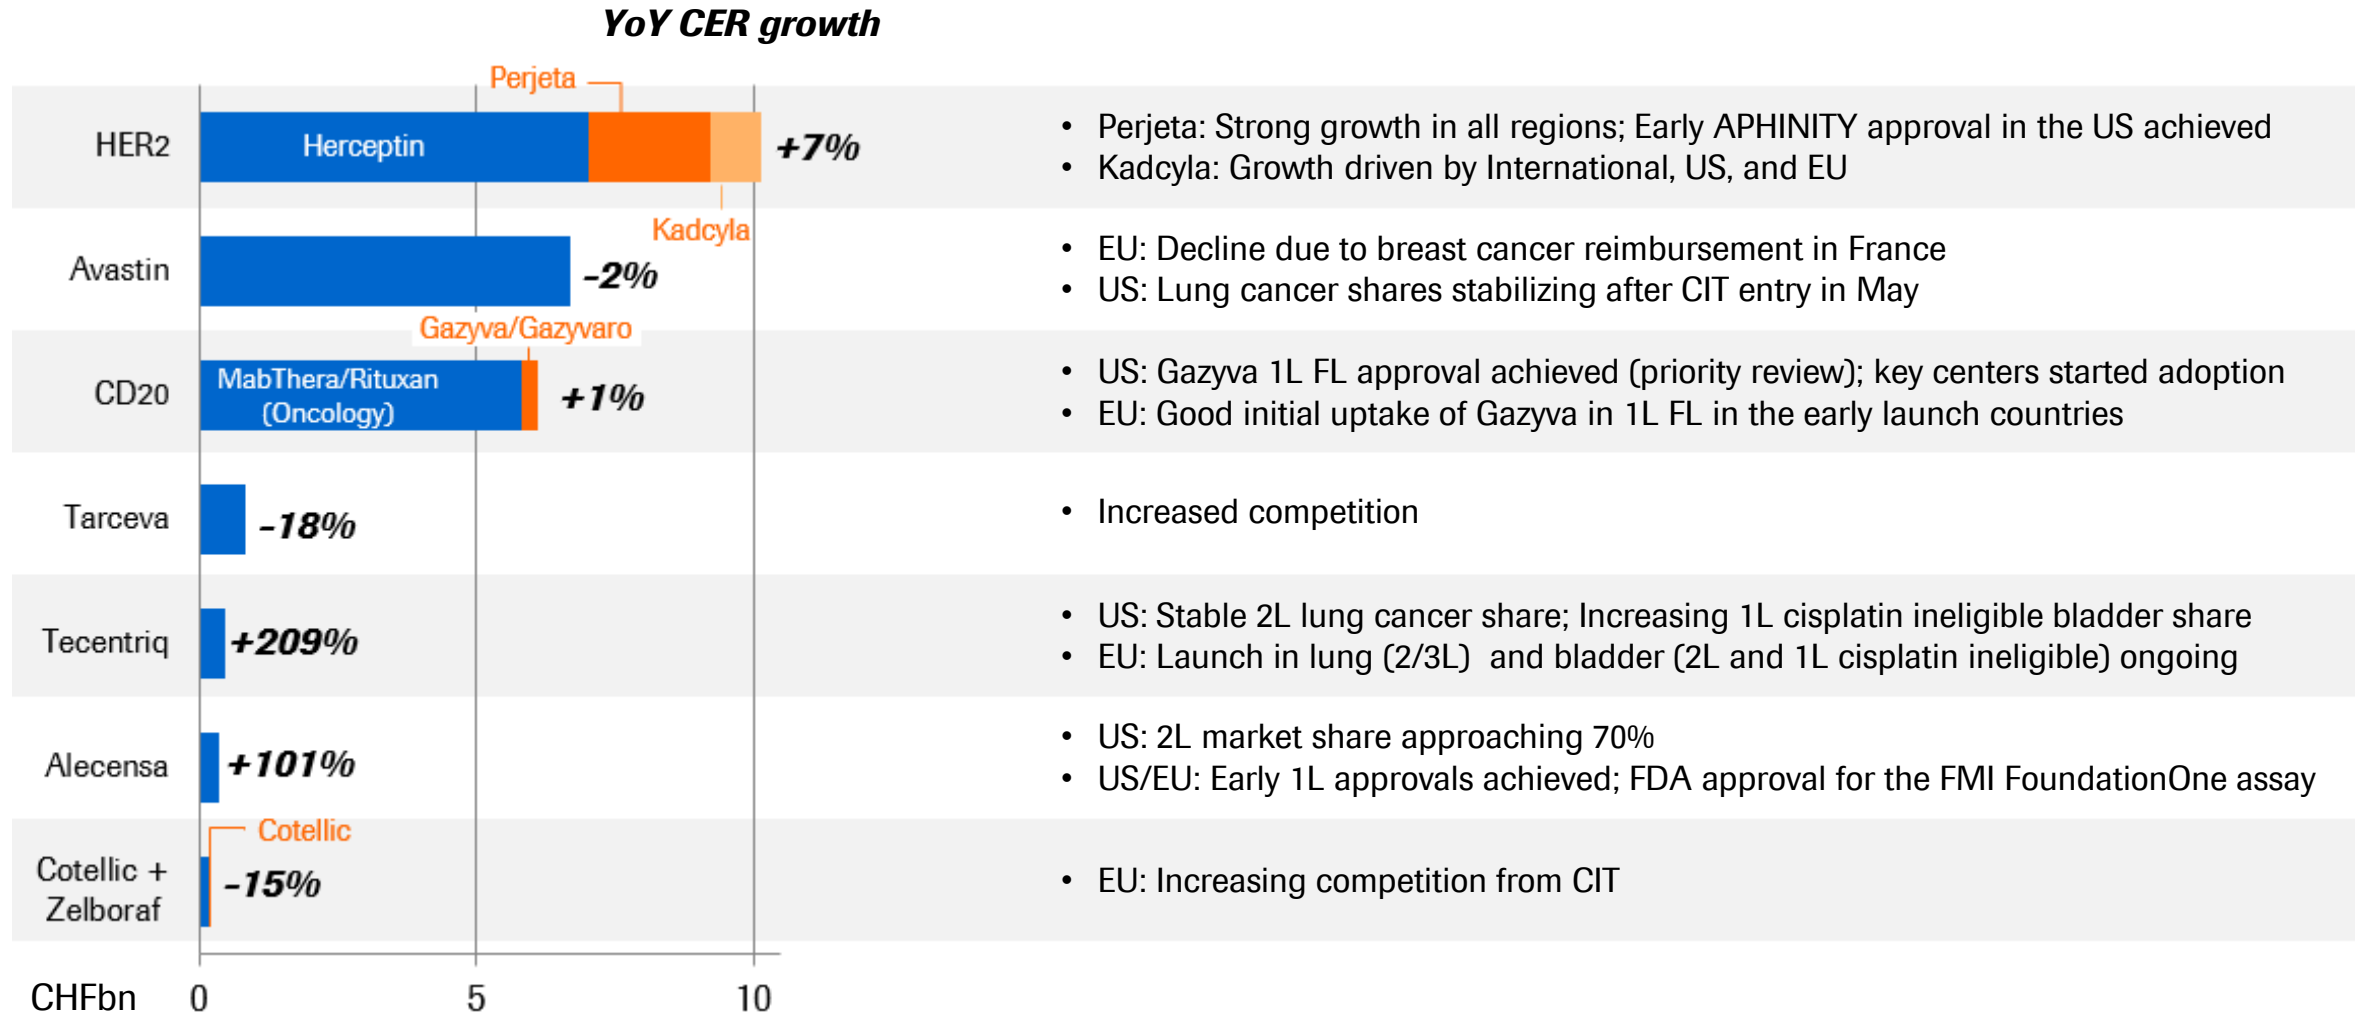 YoY CER growth
Perjeta
HER2
Herceptin
+7%
• Perjeta: Strong growth in all regions; Early APHINITY approval in the US achieved
• Kadcyla: Growth driven by International, US, and EU
Kadcyla
Avastin
-2%
• EU: Decline due to breast cancer reimbursement in France
• US: Lung cancer shares stabilizing after CIT entry in May
Gazyva/Gazyvaro
CD20
MabThera/Rituxan
(Oncology)
+1%
• US: Gazyva 1L FL approval achieved (priority review); key centers started adoption
• EU: Good initial uptake of Gazyva in 1L FL in the early launch countries
Tarceva
-18%
• Increased competition
Tecentriq
+209%
• US: Stable 2L lung cancer share; Increasing 1L cisplatin ineligible bladder share
• EU: Launch in lung (2/3L) and bladder (2L and 1L cisplatin ineligible) ongoing
Alecensa
+101%
• US: 2L market share approaching 70%
• US/EU: Early 1L approvals achieved; FDA approval for the FMI FoundationOne assay
Cotellic
Cotellic +
Zelboraf
-15%
• EU: Increasing competition from CIT
CHFbn
0
5
10